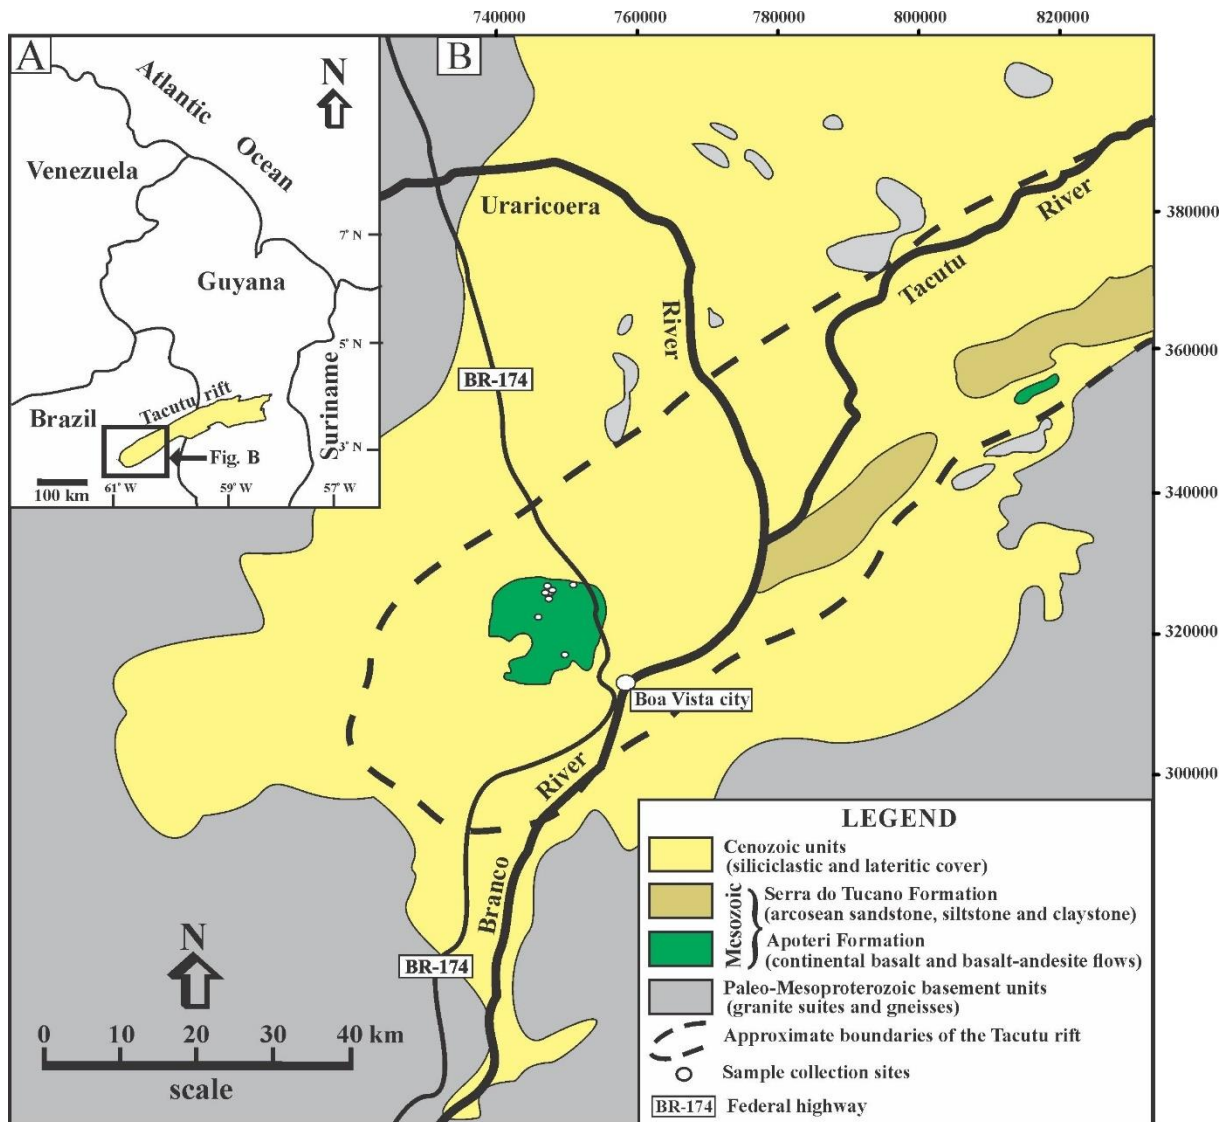 740000 760000 780000 800000 820000
A
B
N
Atlantic
Ocean
Venezuela
7° N
Guyana
5° N
Suriname
Brazil
Tacutu rift
3° N
Fig. B
100 km
61° W 59° W 57° W
Uraricoera
River
Tacutu
River
380000
360000
340000
320000
300000
BR-174
Boa Vista city
River
Branco
BR-174
N
0 10 20 30 40 km
scale
LEGEND
Cenozoic units
(siliciclastic and lateritic cover)
Mesozoic
Serra do Tucano Formation
(arcosean sandstone, siltstone and claystone)
Apoteri Formation
(continental basalt and basalt-andesite flows)
Paleo-Mesoproterozoic basement units
(granite suites and gneisses)
Approximate boundaries of the Tacutu rift
Sample collection sites
BR-174 Federal highway